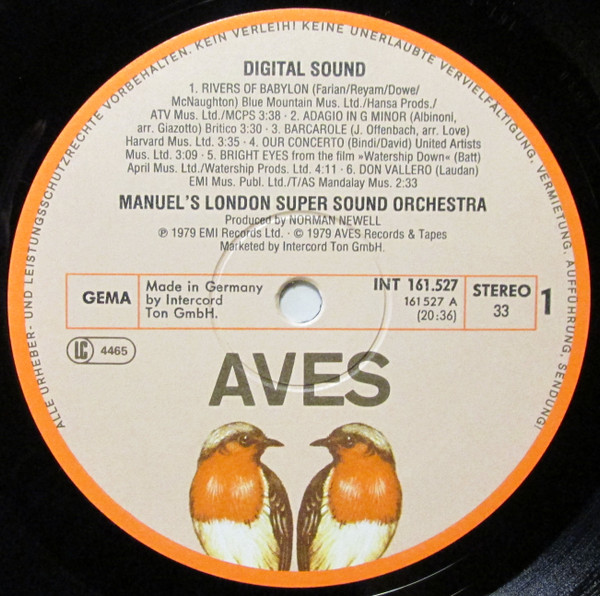 ALLE URHEBER- UND LEISTUNGSSCHUTZRECHTE VORBEHALTEN. KEIN VERLEIH! KEINE UNERLAUBTE VERVIELFÄLTIGUNG, VERMIETUNG, AUFFÜHRUNG, SENDUNG!
DIGITAL SOUND
1. RIVERS OF BABYLON (Farian/Reyam/Dowe/
McNaughton) Blue Mountain Mus. Ltd./Hansa Prods./
ATV Mus. Ltd./MCPS 3:38 · 2. ADAGIO IN G MINOR (Albinoni,
arr. Giazotto) Britico 3:30 · 3. BARCAROLE (J. Offenbach, arr. Love)
Harvard Mus. Ltd. 3:35 · 4. OUR CONCERTO (Bindi/David) United Artists
Mus. Ltd. 3:09 · 5. BRIGHT EYES from the film »Watership Down« (Batt)
April Mus. Ltd./Watership Prods. Ltd. 4:11 · 6. DON VALLERO (Laudan)
EMI Mus. Publ. Ltd./T/AS Mandalay Mus. 2:33
MANUEL'S LONDON SUPER SOUND ORCHESTRA
Produced by NORMAN NEWELL
℗ 1979 EMI Records Ltd. · © 1979 AVES Records & Tapes
Marketed by Intercord Ton GmbH.
GEMA
Made in Germany
by Intercord
Ton GmbH.
INT 161.527
161 527 A
(20:36)
STEREO
33
1
LC 4465
AVES